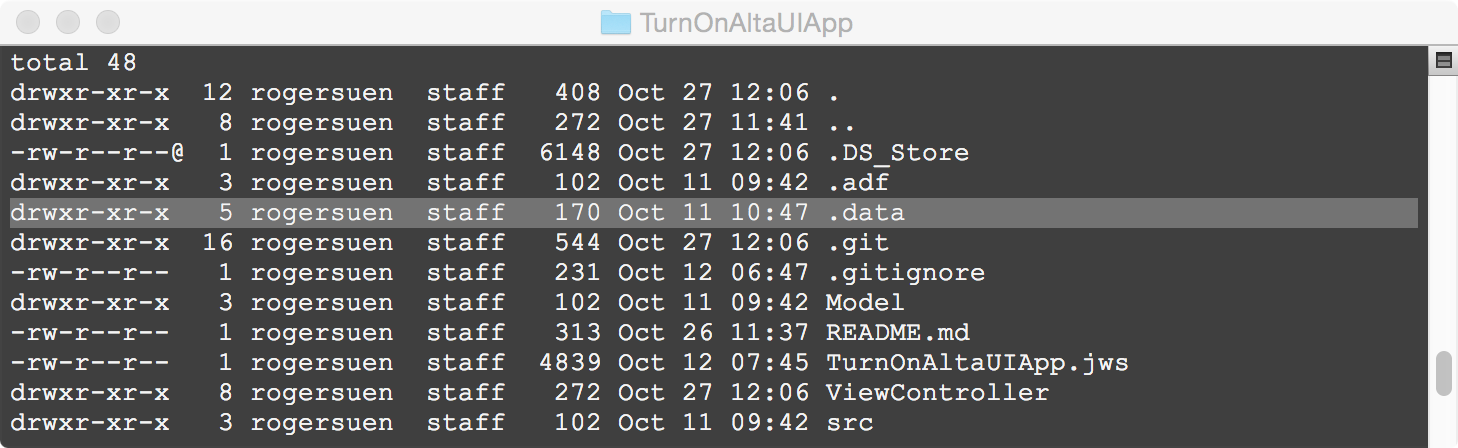 TurnOnAltaUIApp
total 48
drwxr-xr-x  12 rogersuen  staff   408 Oct 27 12:06 .
drwxr-xr-x   8 rogersuen  staff   272 Oct 27 11:41 ..
-rw-r--r--@  1 rogersuen  staff  6148 Oct 27 12:06 .DS_Store
drwxr-xr-x   3 rogersuen  staff   102 Oct 11 09:42 .adf
drwxr-xr-x   5 rogersuen  staff   170 Oct 11 10:47 .data
drwxr-xr-x  16 rogersuen  staff   544 Oct 27 12:06 .git
-rw-r--r--   1 rogersuen  staff   231 Oct 12 06:47 .gitignore
drwxr-xr-x   3 rogersuen  staff   102 Oct 11 09:42 Model
-rw-r--r--   1 rogersuen  staff   313 Oct 26 11:37 README.md
-rw-r--r--   1 rogersuen  staff  4839 Oct 12 07:45 TurnOnAltaUIApp.jws
drwxr-xr-x   8 rogersuen  staff   272 Oct 27 12:06 ViewController
drwxr-xr-x   3 rogersuen  staff   102 Oct 11 09:42 src